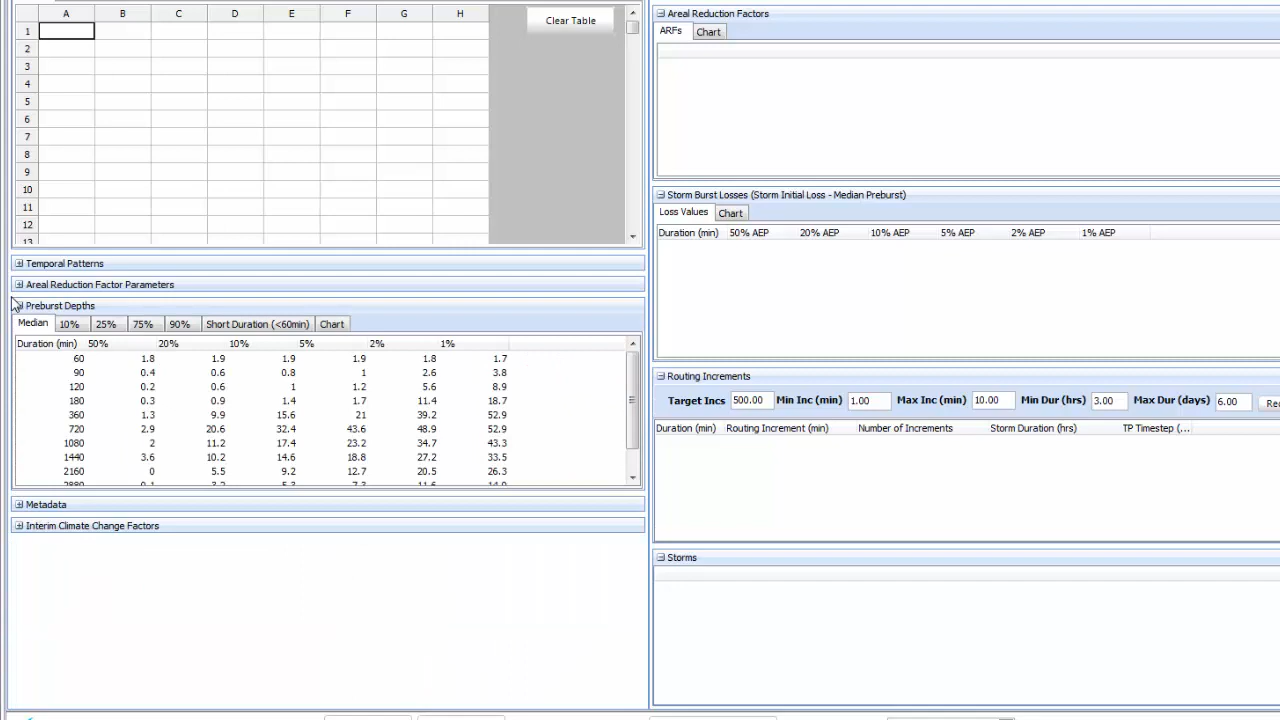 A B C D E F G H
Clear Table
1
2
3
4
5
6
7
8
9
10
11
12
13
Temporal Patterns
Areal Reduction Factor Parameters
Preburst Depths
Median 10% 25% 75% 90% Short Duration (<60min) Chart
Duration (min) 50% 20% 10% 5% 2% 1%
60 1.8 1.9 1.9 1.9 1.8 1.7
90 0.4 0.6 0.8 1 2.6 3.8
120 0.2 0.6 1 1.2 5.6 8.9
180 0.3 0.9 1.4 1.7 11.4 18.7
360 1.3 9.9 15.6 21 39.2 52.9
720 2.9 20.6 32.4 43.6 48.9 52.9
1080 2 11.2 17.4 23.2 34.7 43.3
1440 3.6 10.2 14.6 18.8 27.2 33.5
2160 0 5.5 9.2 12.7 20.5 26.3
Metadata
Interim Climate Change Factors
Areal Reduction Factors
ARFs Chart
Storm Burst Losses (Storm Initial Loss - Median Preburst)
Loss Values Chart
Duration (min) 50% AEP 20% AEP 10% AEP 5% AEP 2% AEP 1% AEP
Routing Increments
Target Incs 500.00 Min Inc (min) 1.00 Max Inc (min) 10.00 Min Dur (hrs) 3.00 Max Dur (days) 6.00
Duration (min) Routing Increment (min) Number of Increments Storm Duration (hrs) TP Timestep (...
Storms